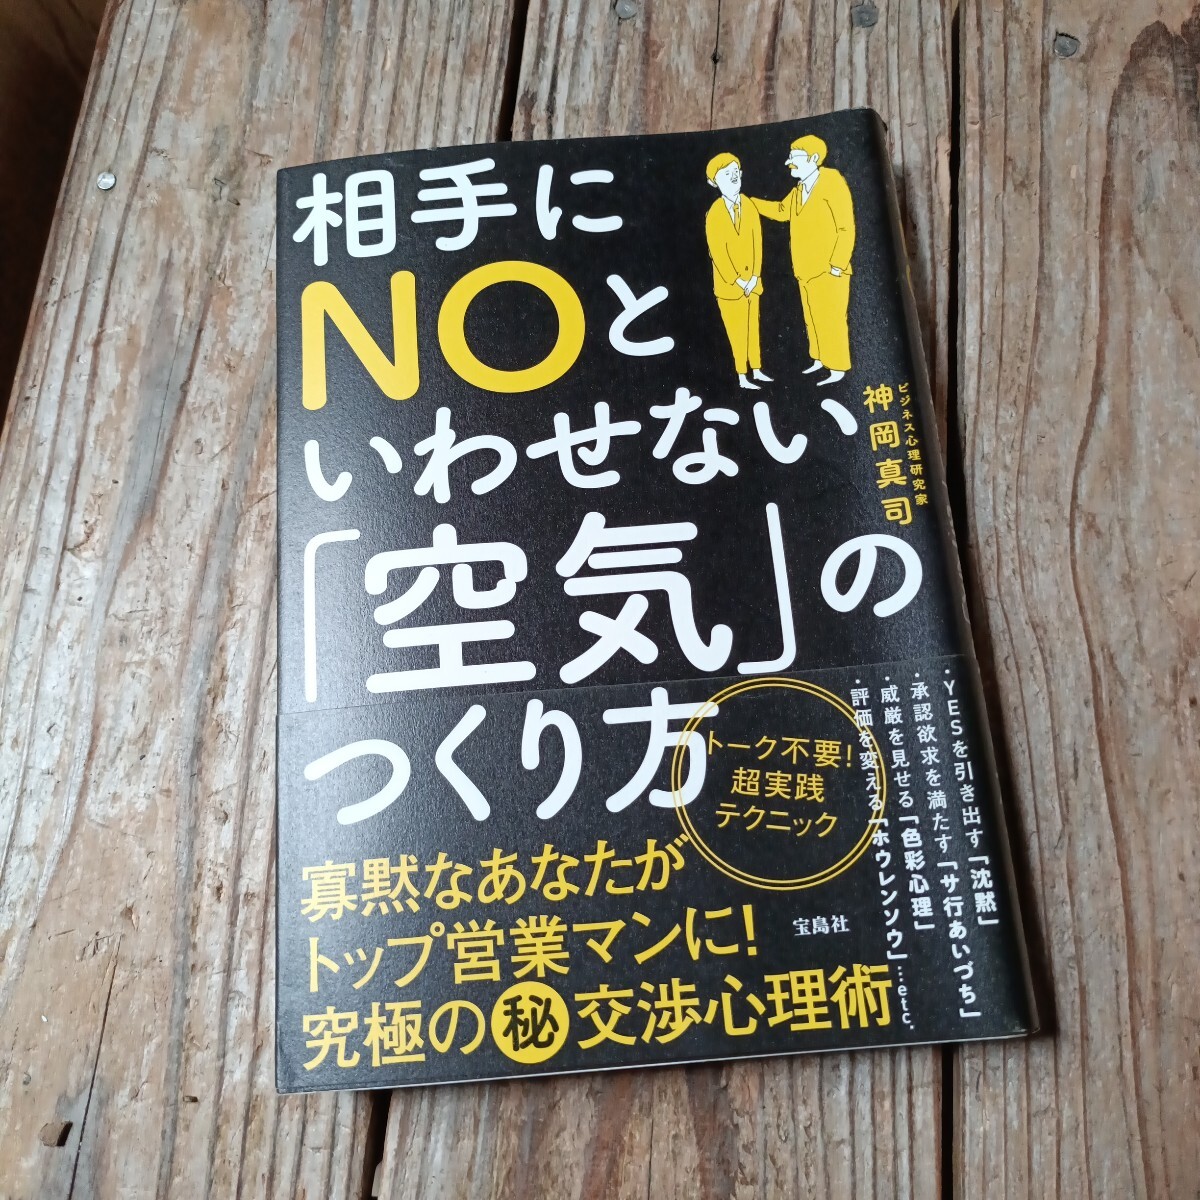 相手に
NOと
いわせない
「空気」の
つくり方
ビジネス心理研究家
神岡真司
トーク不要!
超実践
テクニック
・YESを引き出す「沈黙」
・承認欲求を満たす「サ行あいづち」
・威厳を見せる「色彩心理」
・評価を変える「ホウレンソウ」…etc.
寡黙なあなたが
トップ営業マンに!
究極の㊙交渉心理術
宝島社